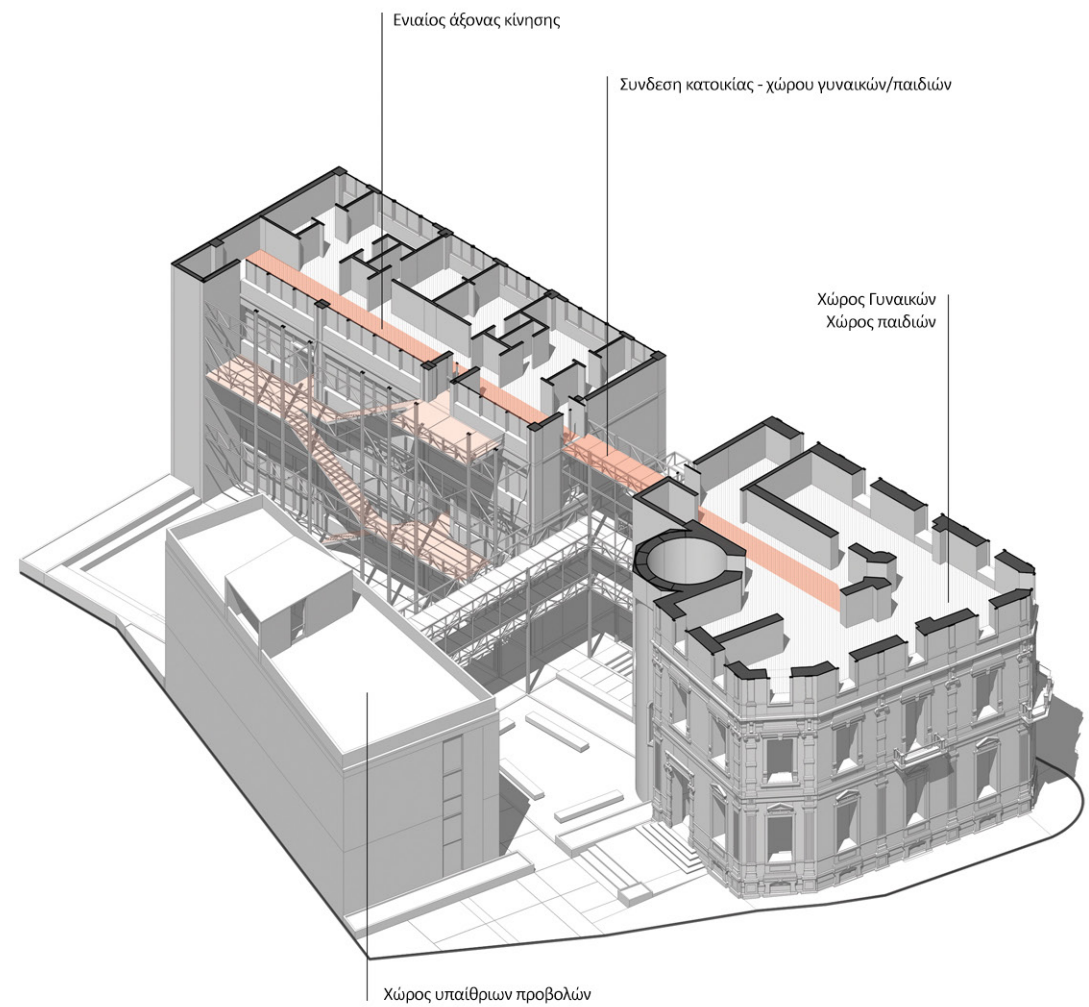 Ενιαίος άξονας κίνησης
Συνδεση κατοικίας - χώρου γυναικών/παιδιών
Χώρος Γυναικών
Χώρος παιδιών
Χώρος υπαίθριων προβολών